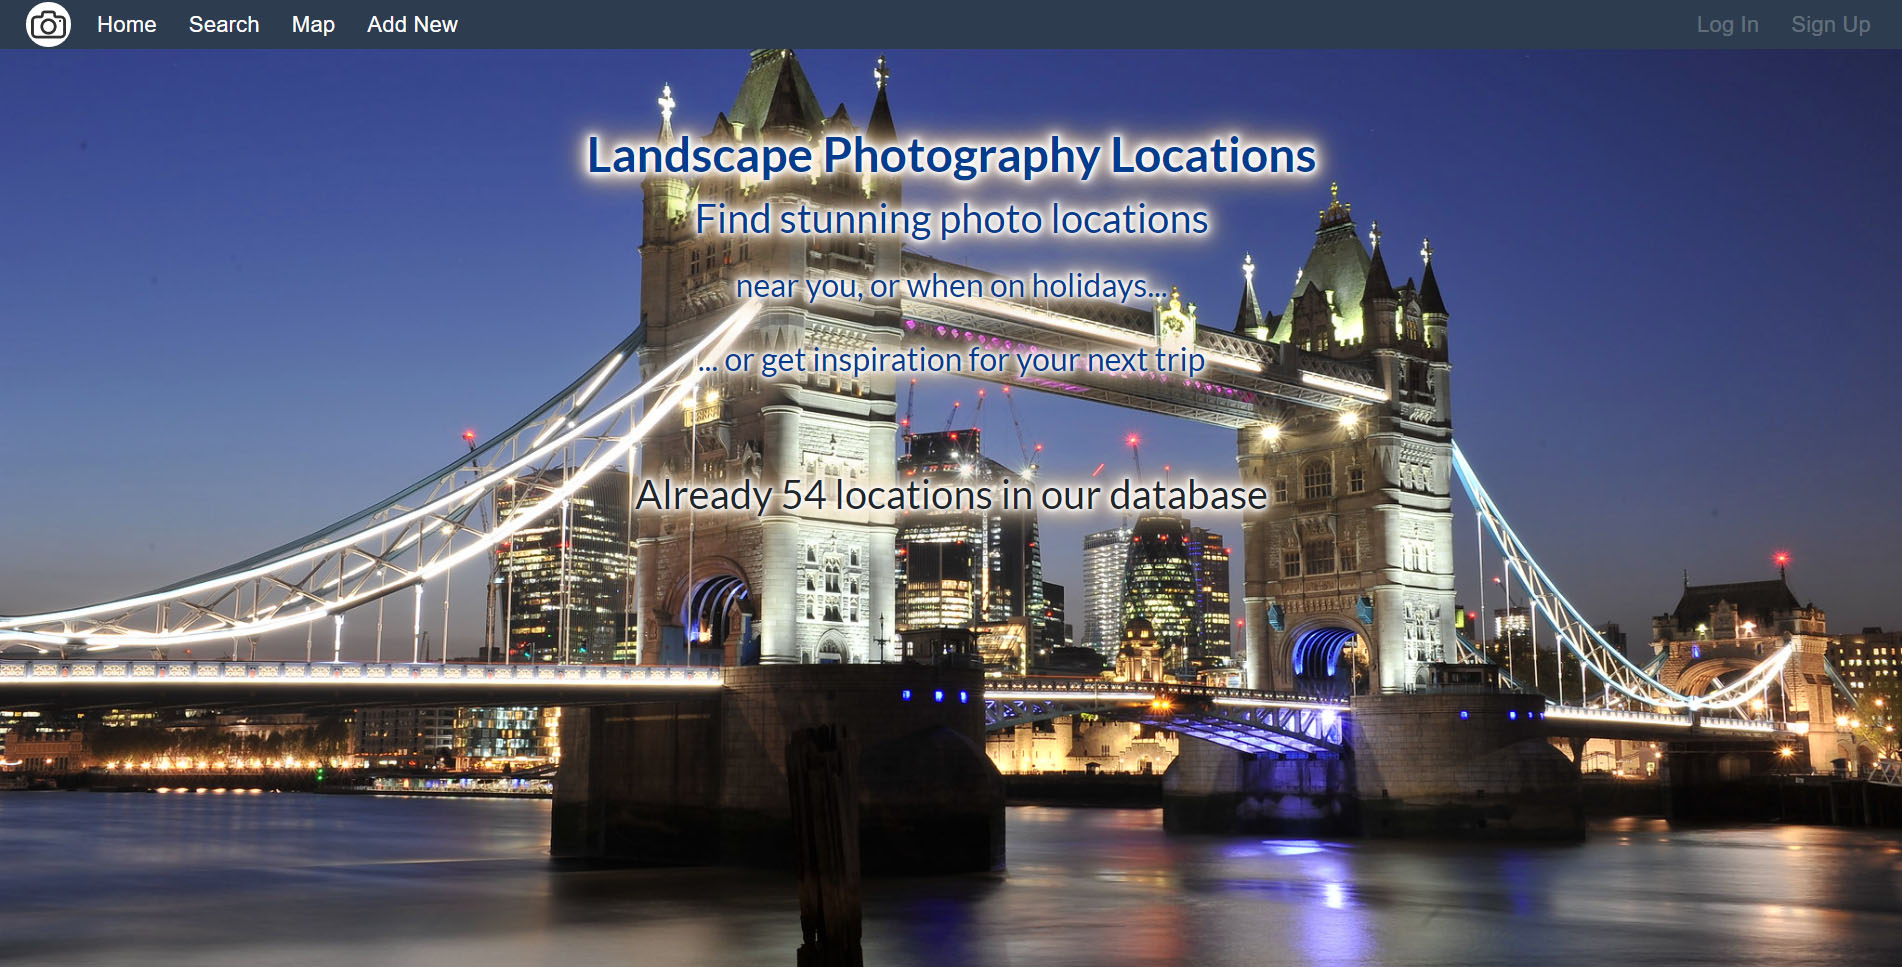 Home Search Map Add New Log In Sign Up
Landscape Photography Locations
Find stunning photo locations
near you, or when on holidays...
... or get inspiration for your next trip
Already 54 locations in our database